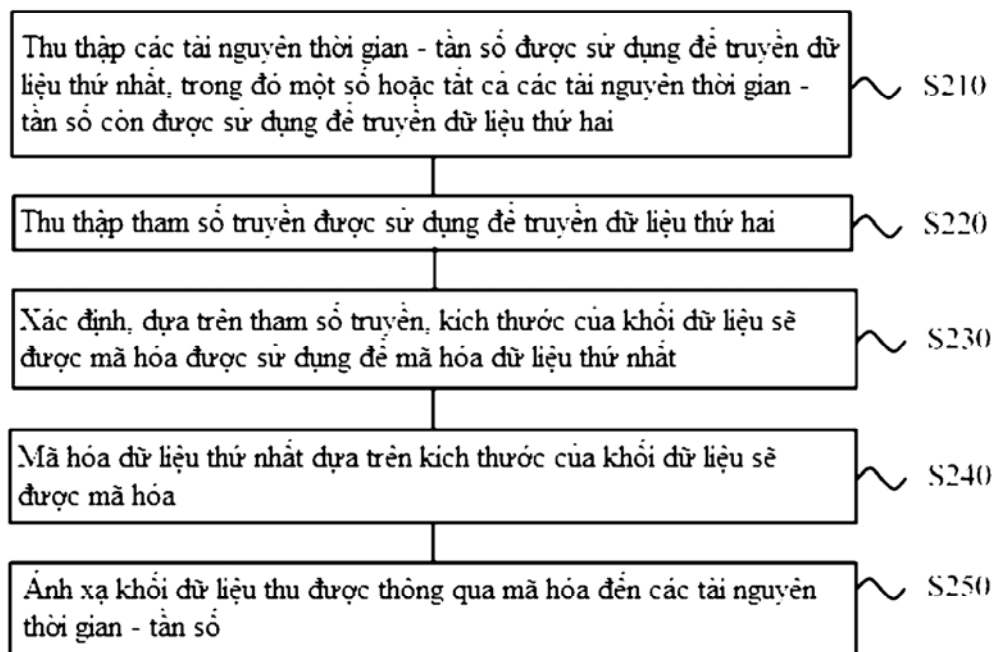 Thu thập các tài nguyên thời gian - tần số được sử dụng để truyền dữ
liệu thứ nhất, trong đó một số hoặc tất cả các tài nguyên thời gian -
tần số còn được sử dụng để truyền dữ liệu thứ hai
S210
Thu thập tham số truyền được sử dụng để truyền dữ liệu thứ hai
S220
Xác định, dựa trên tham số truyền, kích thước của khối dữ liệu sẽ
được mã hóa được sử dụng để mã hóa dữ liệu thứ nhất
S230
Mã hóa dữ liệu thứ nhất dựa trên kích thước của khối dữ liệu sẽ
được mã hóa
S240
Ánh xạ khối dữ liệu thu được thông qua mã hóa đến các tài nguyên
thời gian - tần số
S250